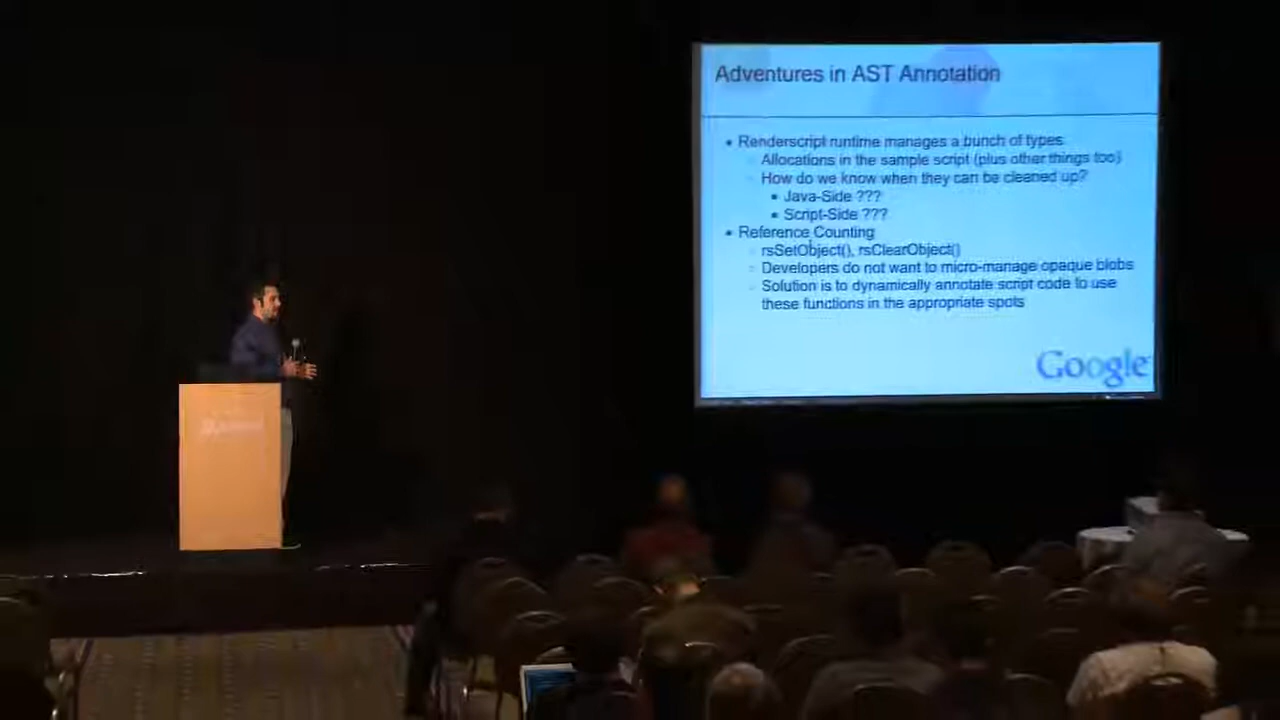 Adventures in AST Annotation
Renderscript runtime manages a bunch of types
Allocations in the sample script (plus other things too)
How do we know when they can be cleaned up?
Java-Side ???
Script-Side ???
Reference Counting
rsSetObject(), rsClearObject()
Developers do not want to micro-manage opaque blobs
Solution is to dynamically annotate script code to use
these functions in the appropriate spots
Google